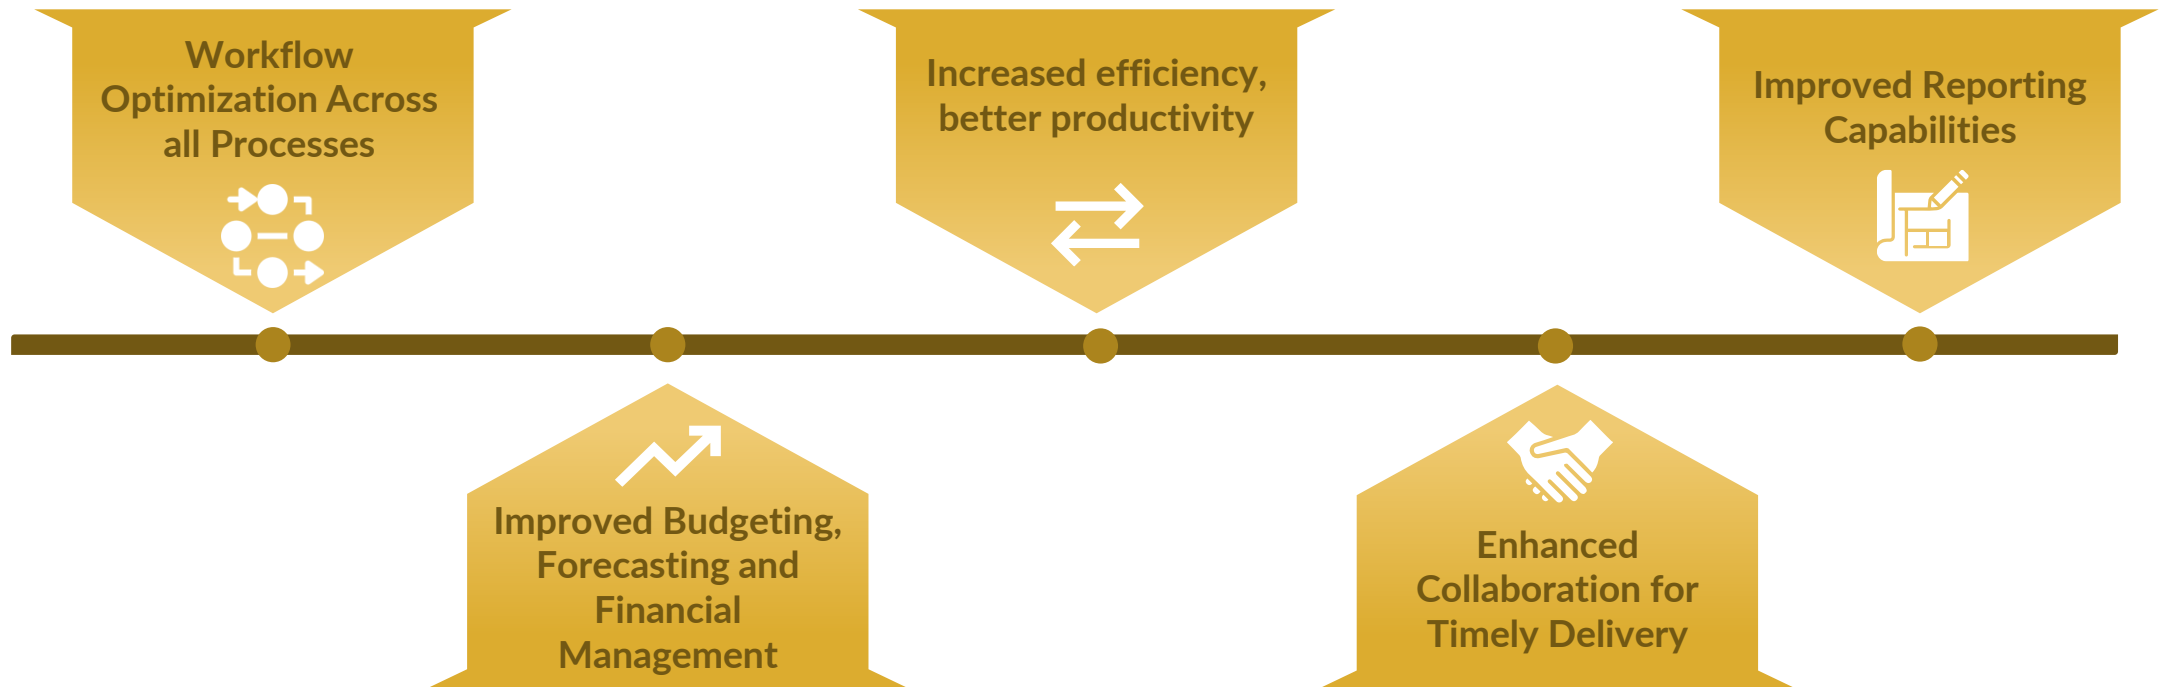 Workflow
Optimization Across
all Processes
Improved Budgeting,
Forecasting and
Financial
Management
Increased efficiency,
better productivity
Enhanced
Collaboration for
Timely Delivery
Improved Reporting
Capabilities